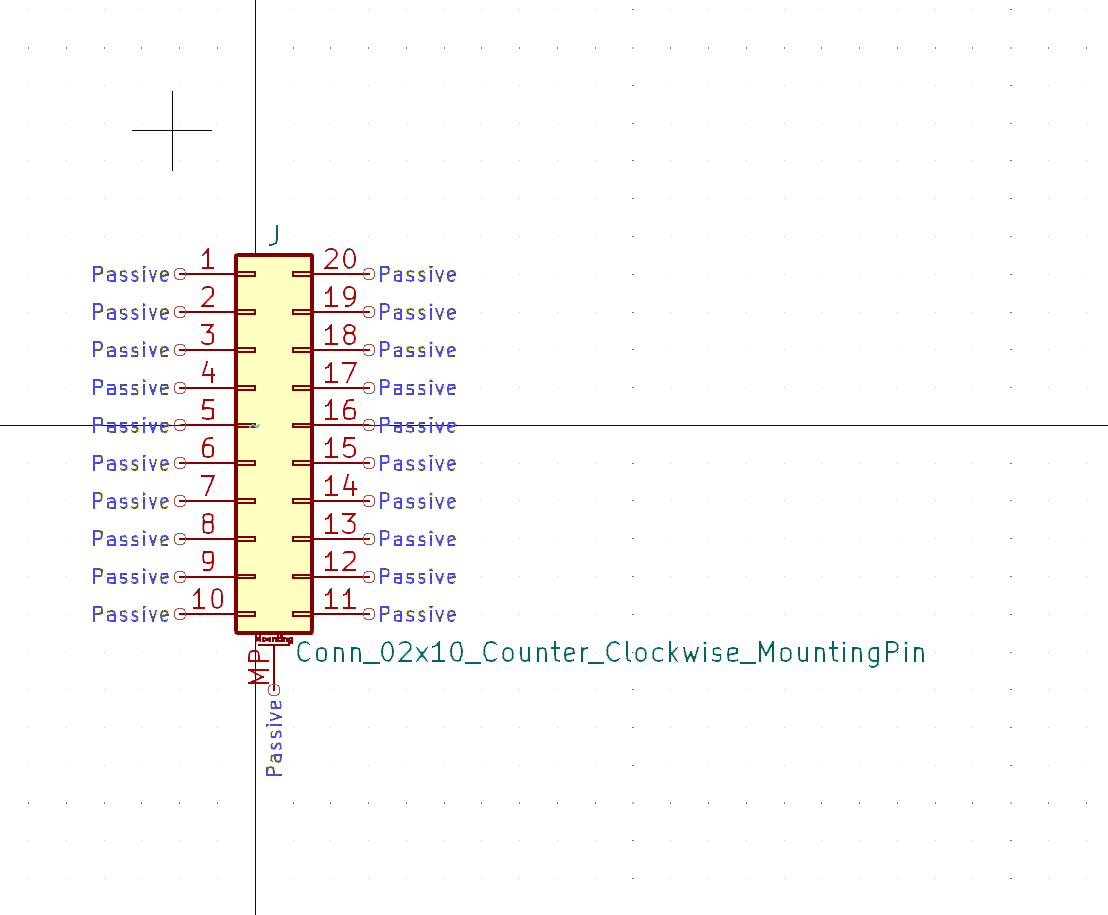 J
Passive 1 20 Passive
Passive 2 19 Passive
Passive 3 18 Passive
Passive 4 17 Passive
Passive 5 16 Passive
Passive 6 15 Passive
Passive 7 14 Passive
Passive 8 13 Passive
Passive 9 12 Passive
Passive 10 11 Passive
Mounting
MP
Conn_02x10_Counter_Clockwise_MountingPin
Passive